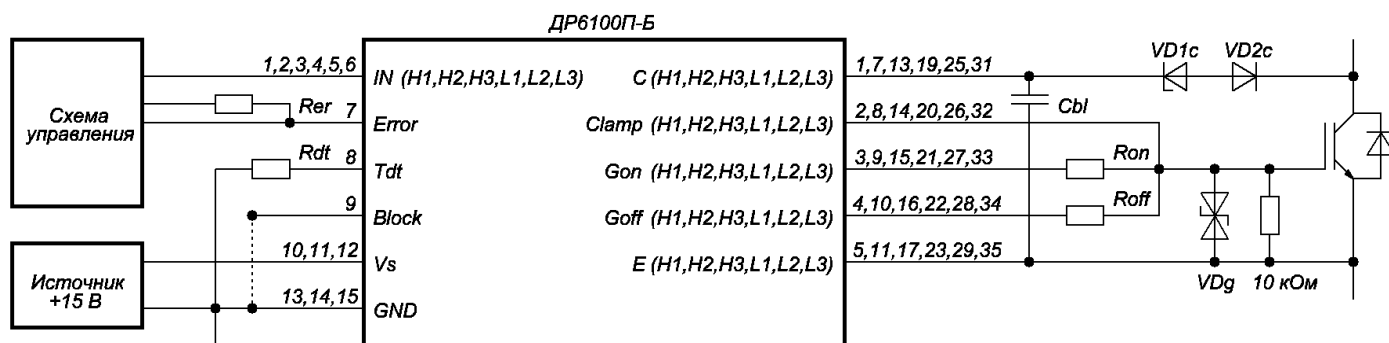 ДР6100П-Б
Схема
управления
Rer
Rdt
Источник
+15 В
1,2,3,4,5,6
7
8
9
10,11,12
13,14,15
IN (H1,H2,H3,L1,L2,L3)
Error
Tdt
Block
Vs
GND
C (H1,H2,H3,L1,L2,L3)
Clamp (H1,H2,H3,L1,L2,L3)
Gon (H1,H2,H3,L1,L2,L3)
Goff (H1,H2,H3,L1,L2,L3)
E (H1,H2,H3,L1,L2,L3)
1,7,13,19,25,31
2,8,14,20,26,32
3,9,15,21,27,33
4,10,16,22,28,34
5,11,17,23,29,35
VD1c
VD2c
Cbl
Ron
Roff
VDg
10 кОм